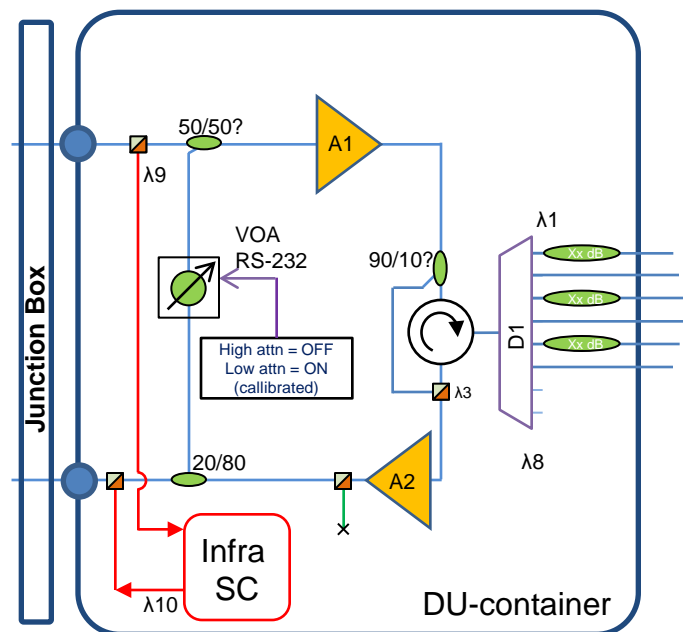 Junction Box
50/50?
A1
λ9
λ1
VOA
RS-232
90/10?
Xx dB
Xx dB
High attn = OFF
Low attn = ON
(callibrated)
D1
Xx dB
λ3
λ8
20/80
A2
Infra
SC
λ10
DU-container